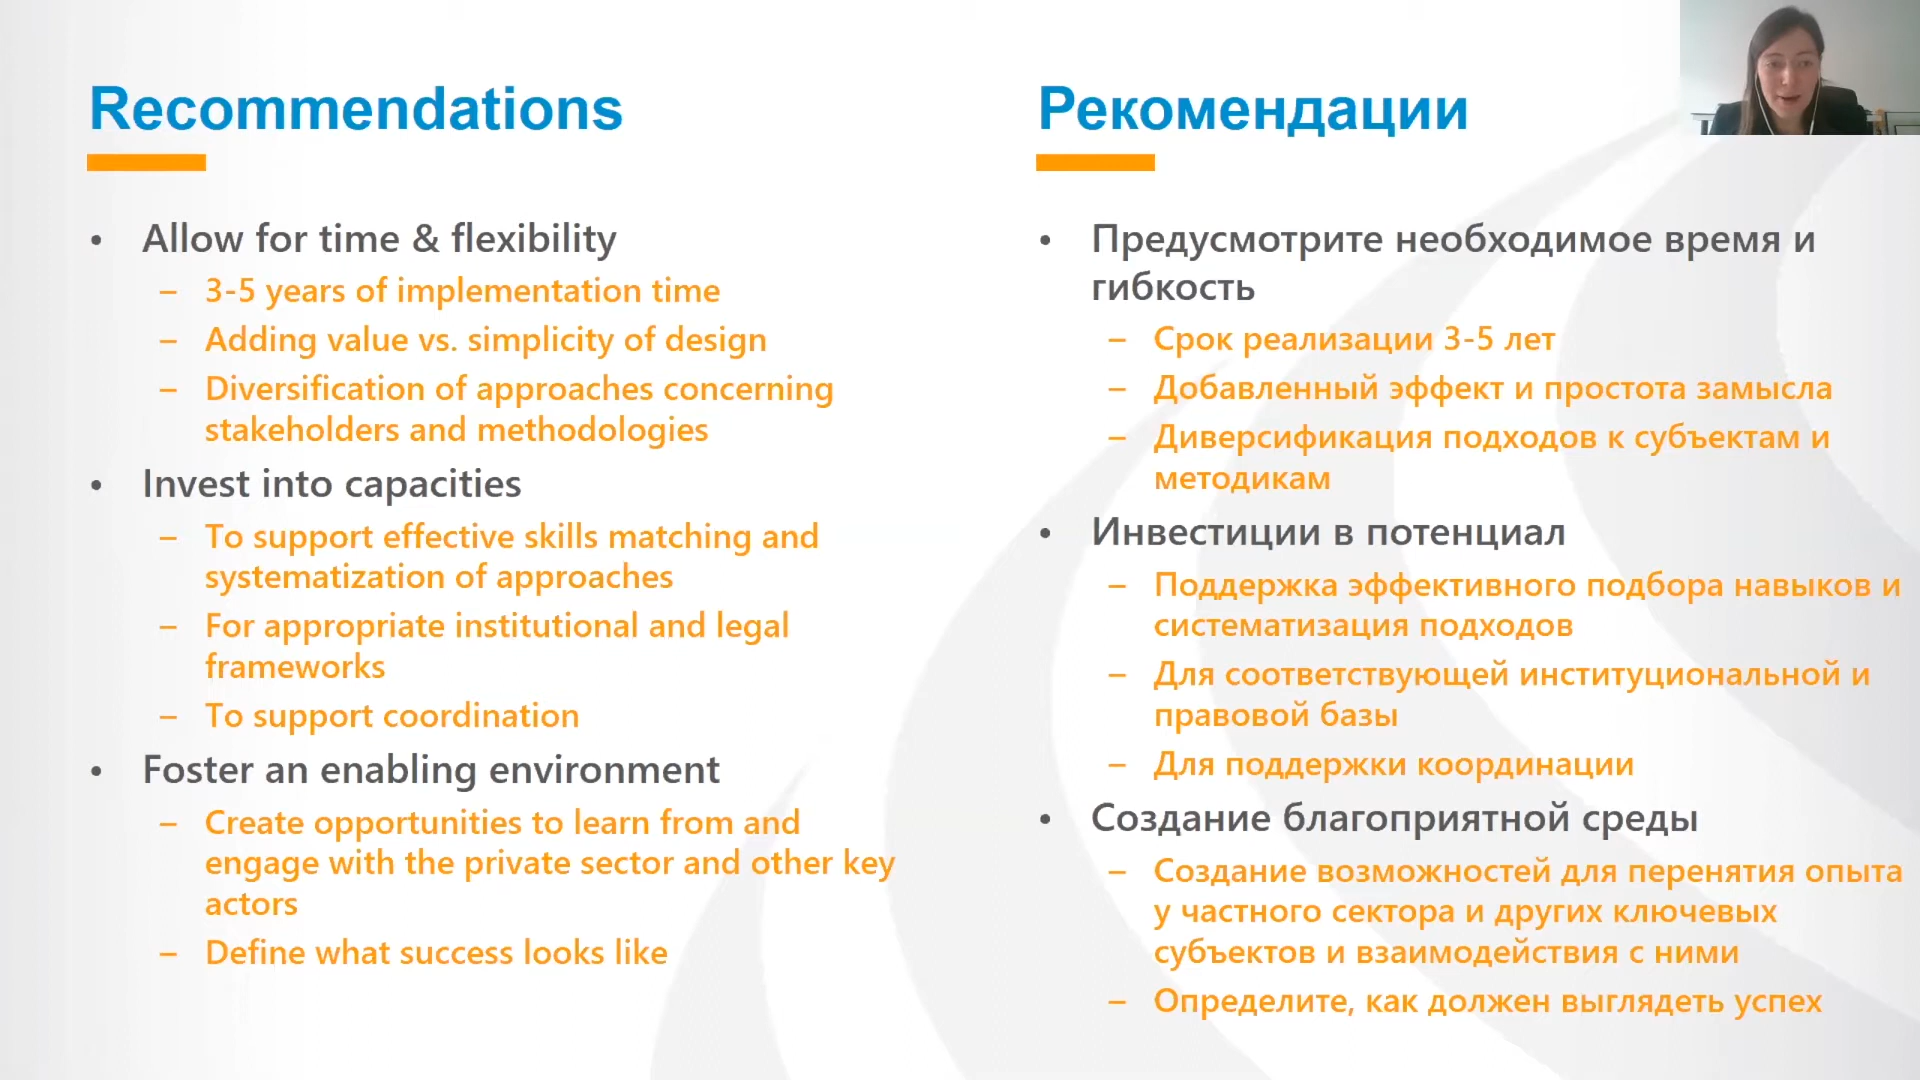 Recommendations
• Allow for time & flexibility
– 3-5 years of implementation time
– Adding value vs. simplicity of design
– Diversification of approaches concerning
stakeholders and methodologies
• Invest into capacities
– To support effective skills matching and
systematization of approaches
– For appropriate institutional and legal
frameworks
– To support coordination
• Foster an enabling environment
– Create opportunities to learn from and
engage with the private sector and other key
actors
– Define what success looks like
Рекомендации
• Предусмотрите необходимое время и
гибкость
– Срок реализации 3-5 лет
– Добавленный эффект и простота замысла
– Диверсификация подходов к субъектам и
методикам
• Инвестиции в потенциал
– Поддержка эффективного подбора навыков и
систематизация подходов
– Для соответствующей институциональной и
правовой базы
– Для поддержки координации
• Создание благоприятной среды
– Создание возможностей для перенятия опыта
у частного сектора и других ключевых
субъектов и взаимодействия с ними
– Определите, как должен выглядеть успех